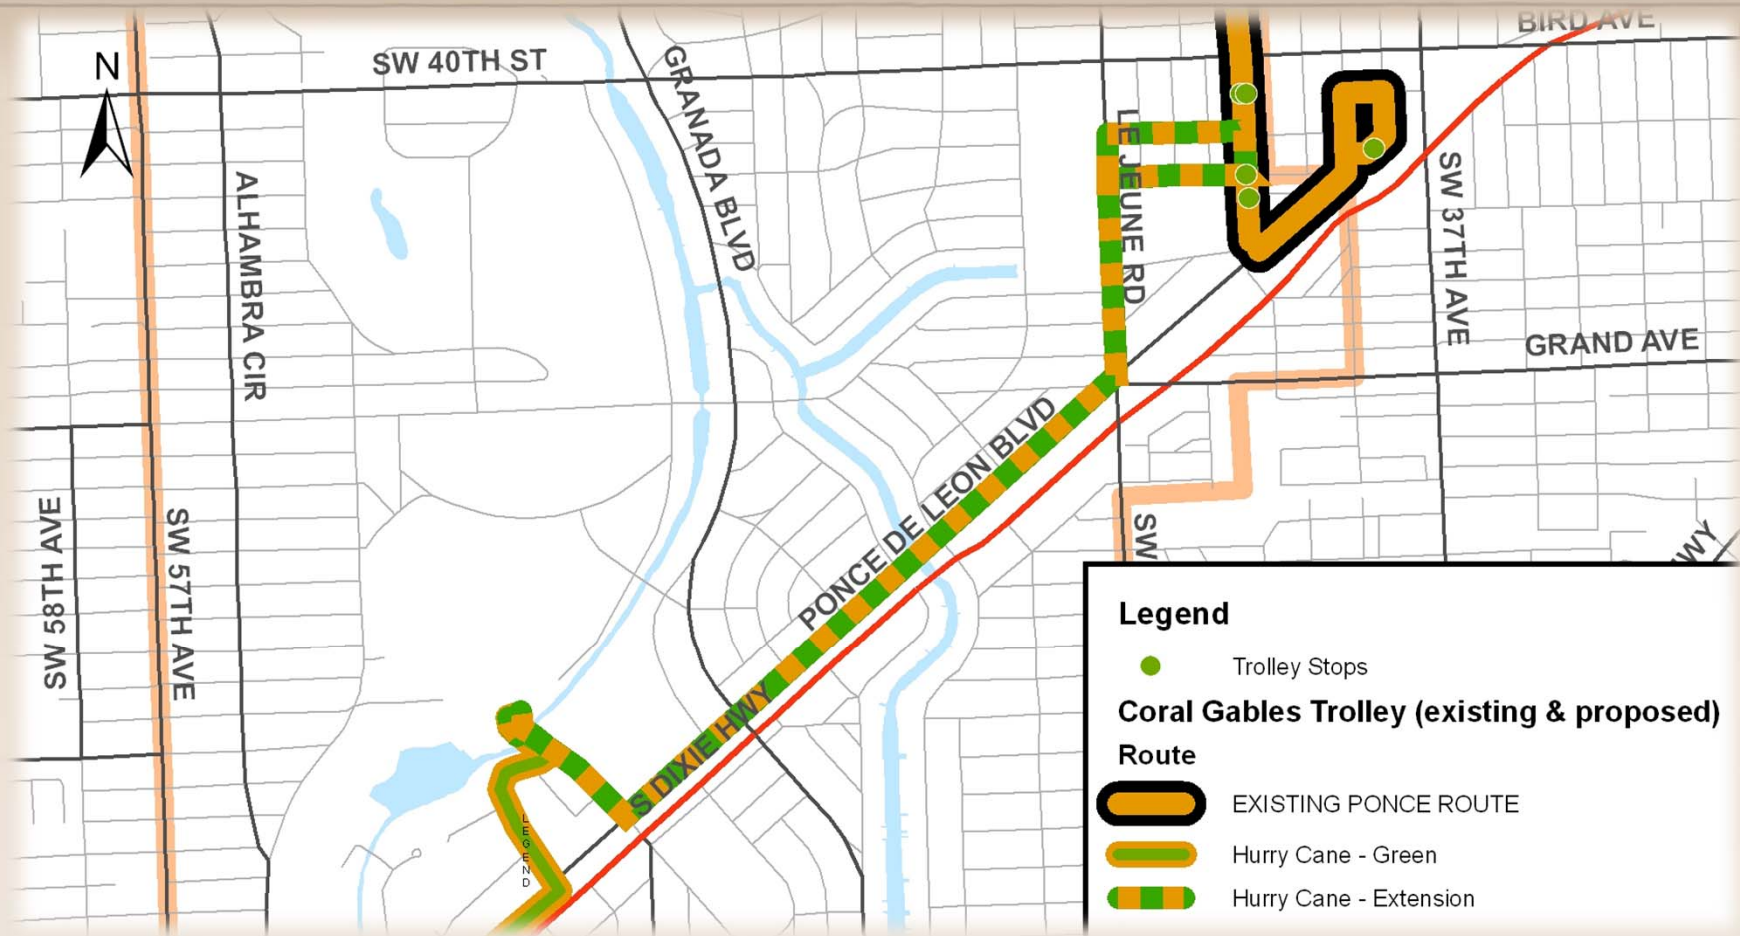 BIRD AVE
N
SW 40TH ST
GRANADA BLVD
LE JEUNE RD
SW 37TH AVE
ALHAMBRA CIR
GRAND AVE
PONCE DE LEON BLVD
SW 58TH AVE
SW 57TH AVE
SW
WY
S DIXIE HWY
LEGEND
Legend
Trolley Stops
Coral Gables Trolley (existing & proposed)
Route
EXISTING PONCE ROUTE
Hurry Cane - Green
Hurry Cane - Extension